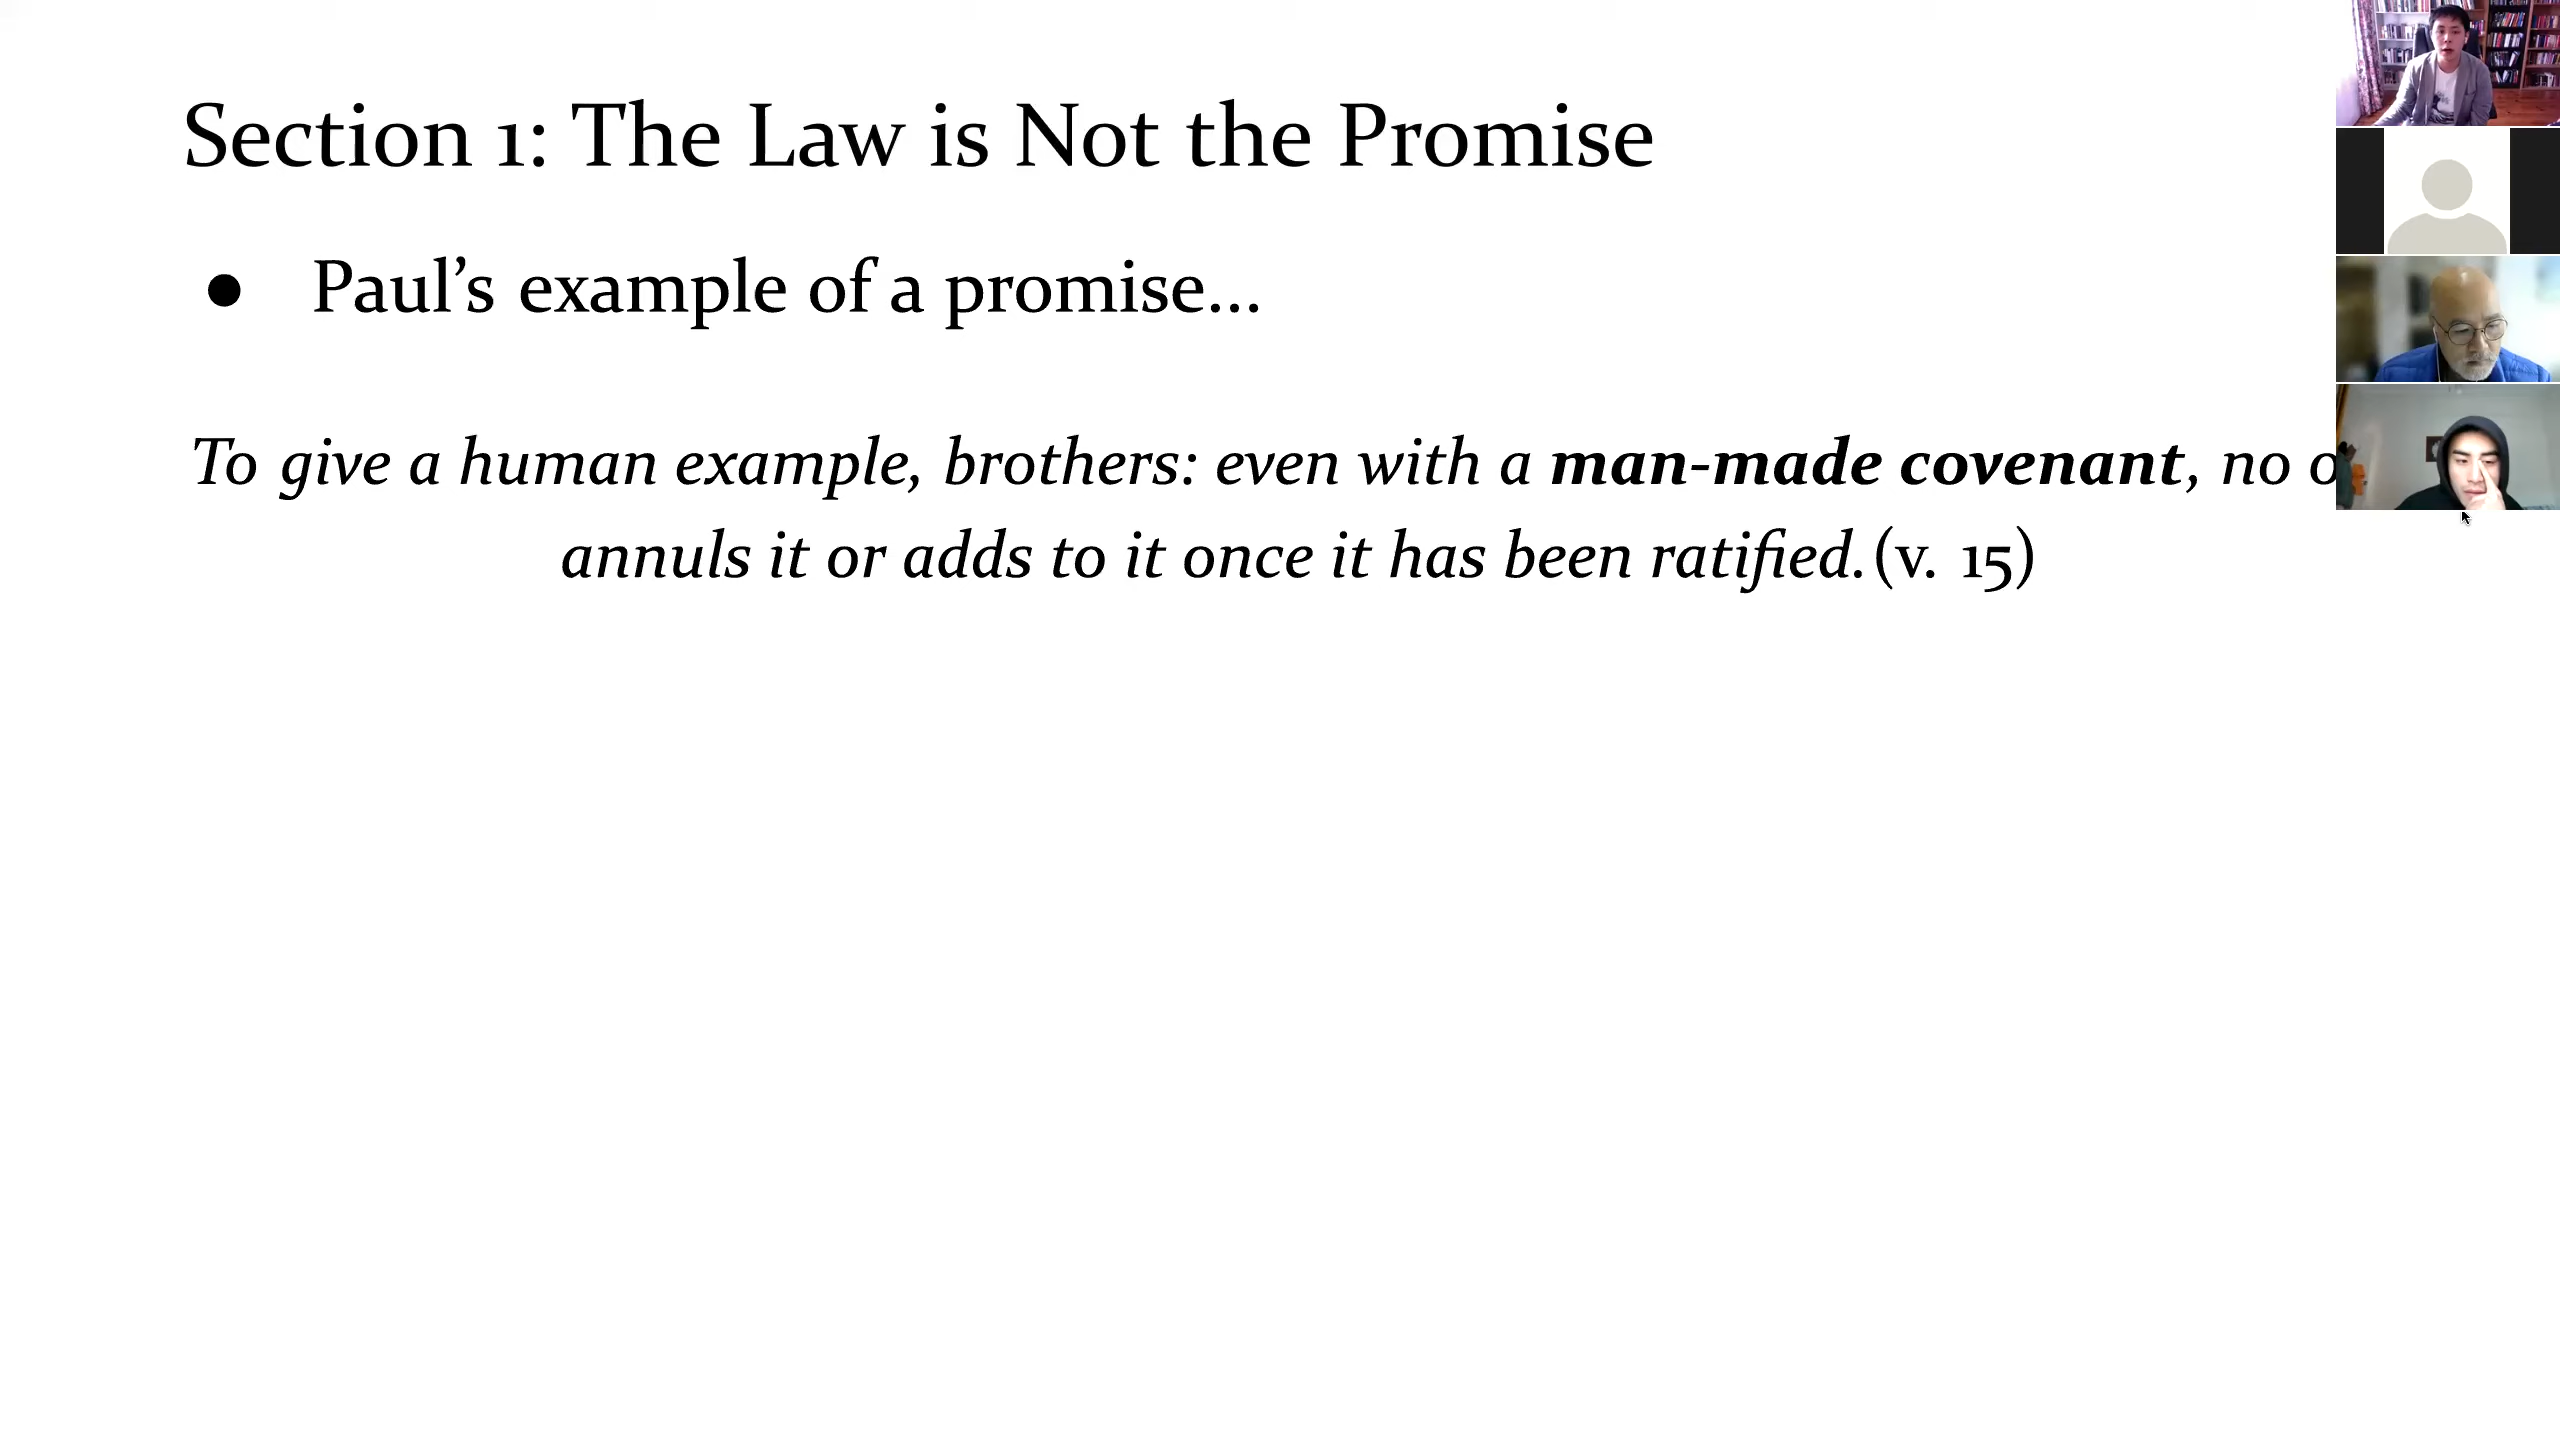 Section 1: The Law is Not the Promise
● Paul’s example of a promise...
To give a human example, brothers: even with a man-made covenant, no
annuls it or adds to it once it has been ratified. (v. 15)